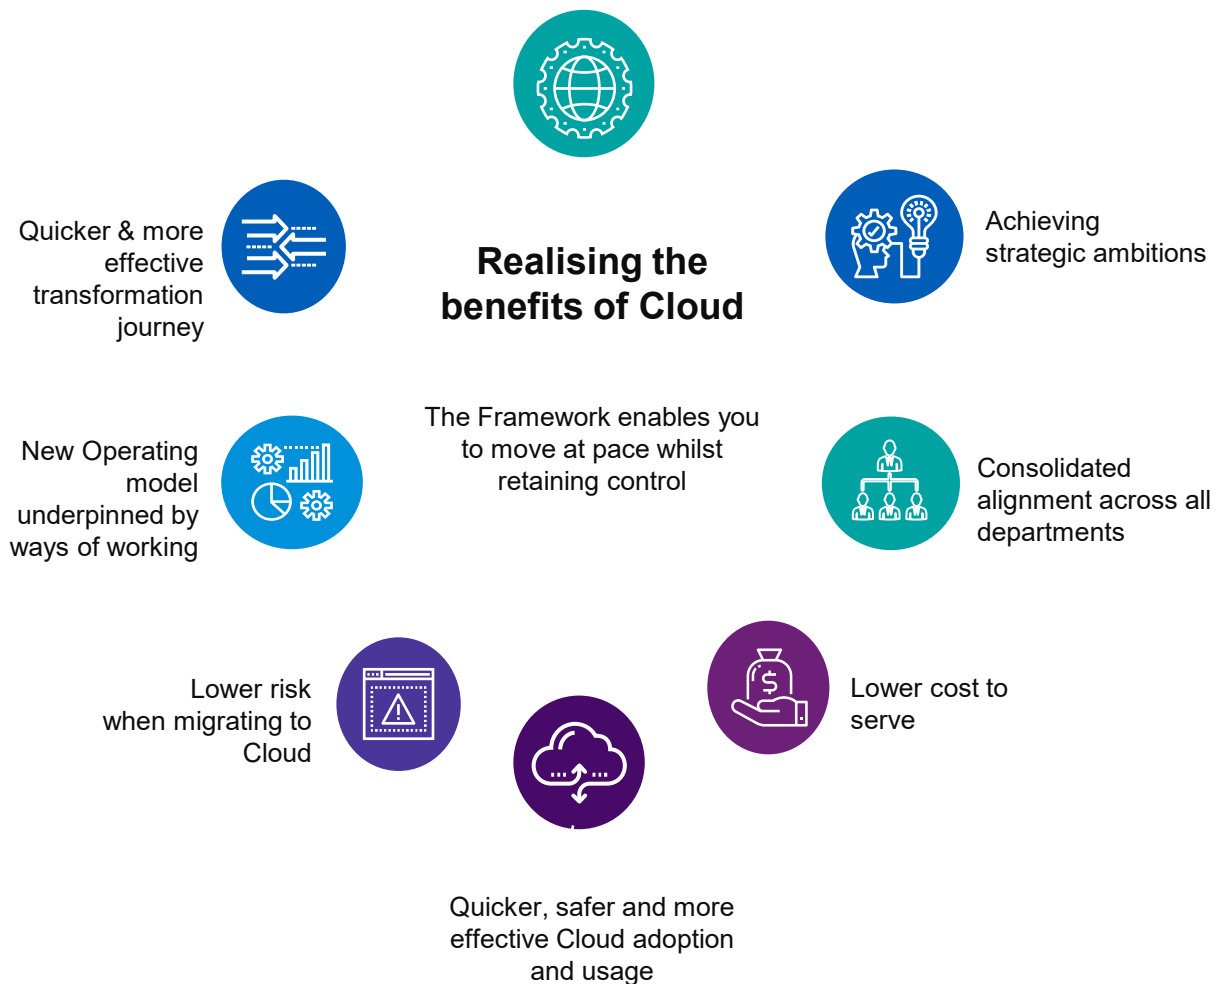 Realising the
benefits of Cloud
The Framework enables you
to move at pace whilst
retaining control
Quicker & more
effective
transformation
journey
Achieving
strategic ambitions
New Operating
model
underpinned by
ways of working
Consolidated
alignment across all
departments
Lower risk
when migrating to
Cloud
$
Lower cost to
serve
Quicker, safer and more
effective Cloud adoption
and usage